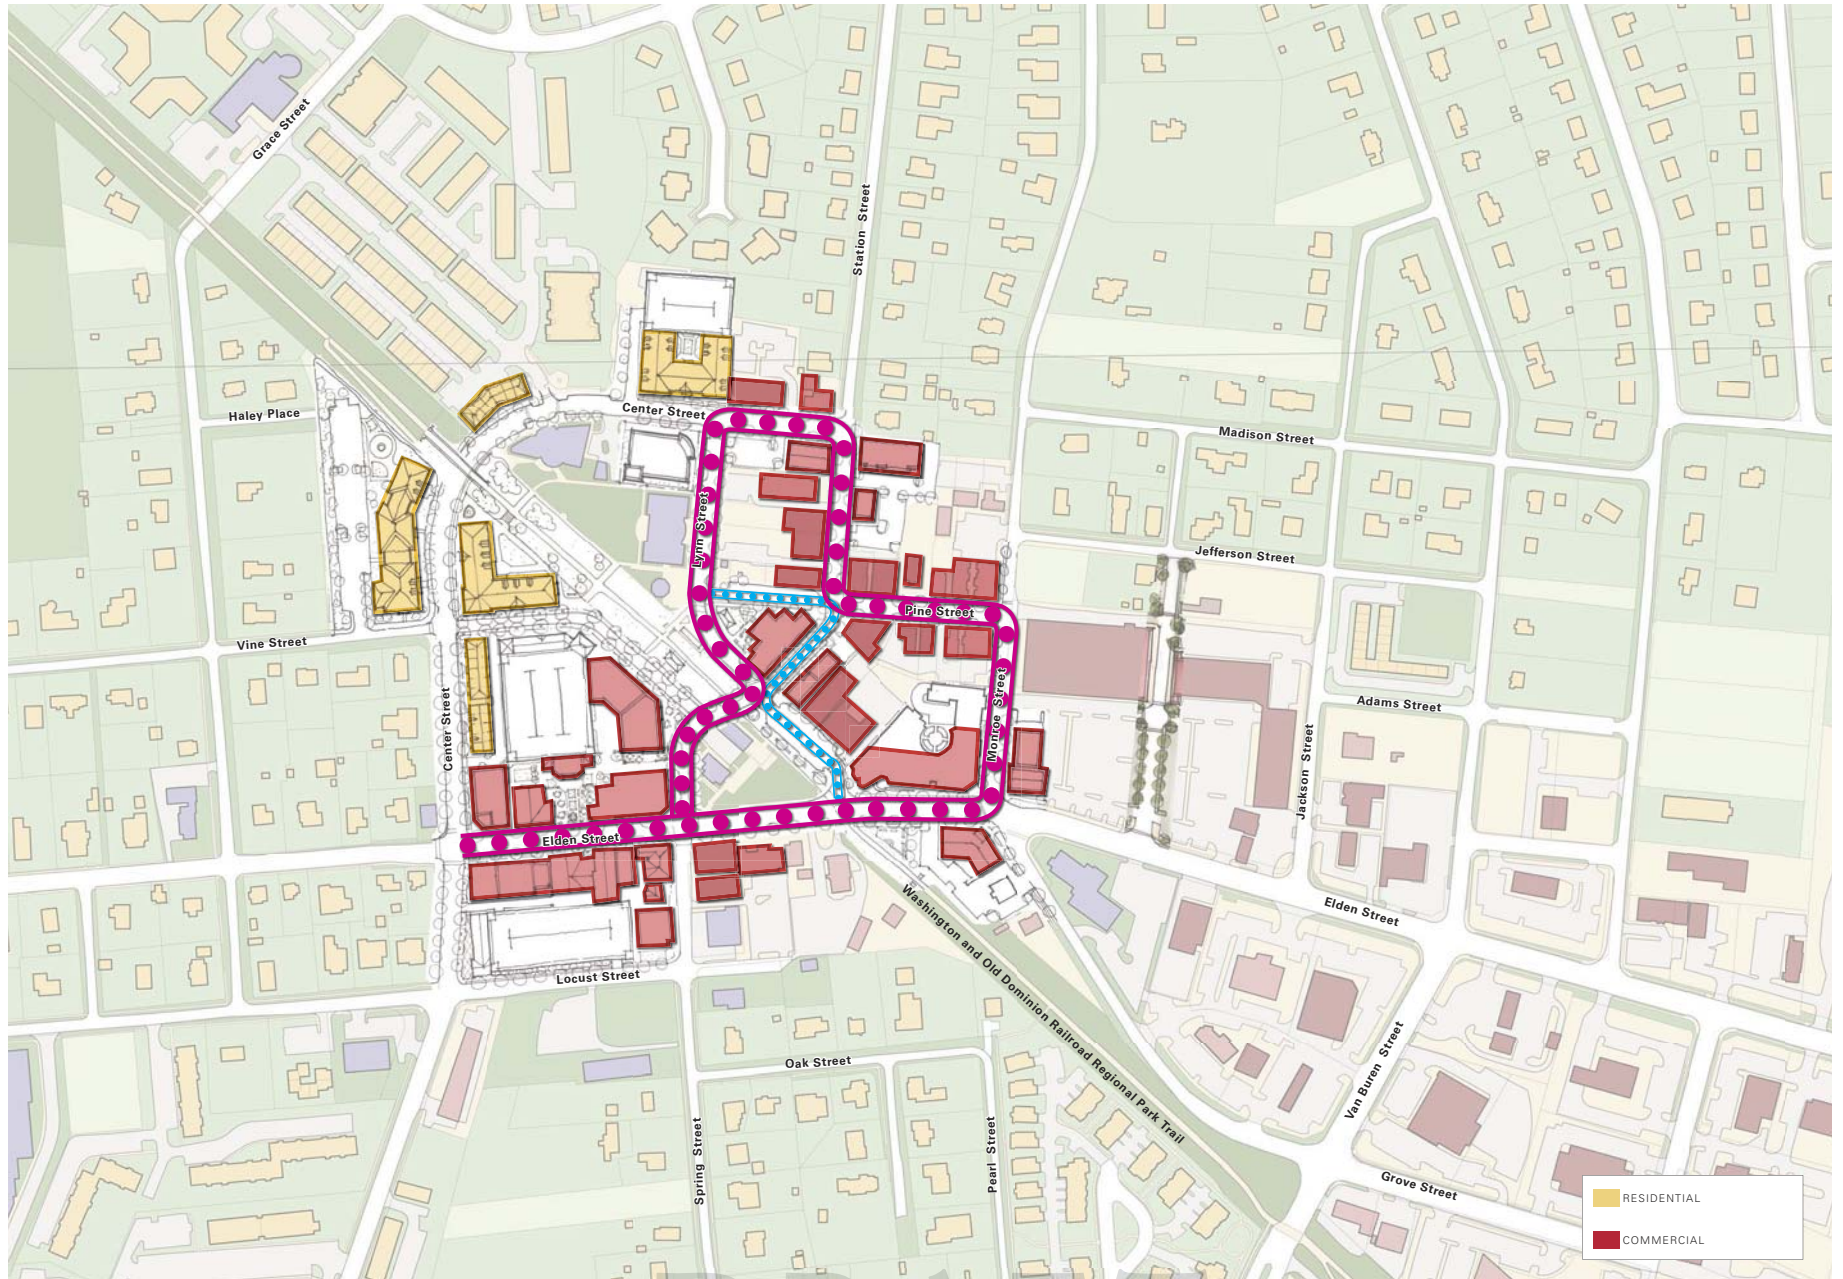 Grace Street
Station Street
Haley Place
Center Street
Madison Street
Lynn Street
Jefferson Street
Pine Street
Vine Street
Center Street
Monroe Street
Adams Street
Jackson Street
Elden Street
Elden Street
Washington and Old Dominion Railroad Regional Park Trail
Locust Street
Oak Street
Van Buren Street
Spring Street
Pearl Street
Grove Street
RESIDENTIAL
COMMERCIAL